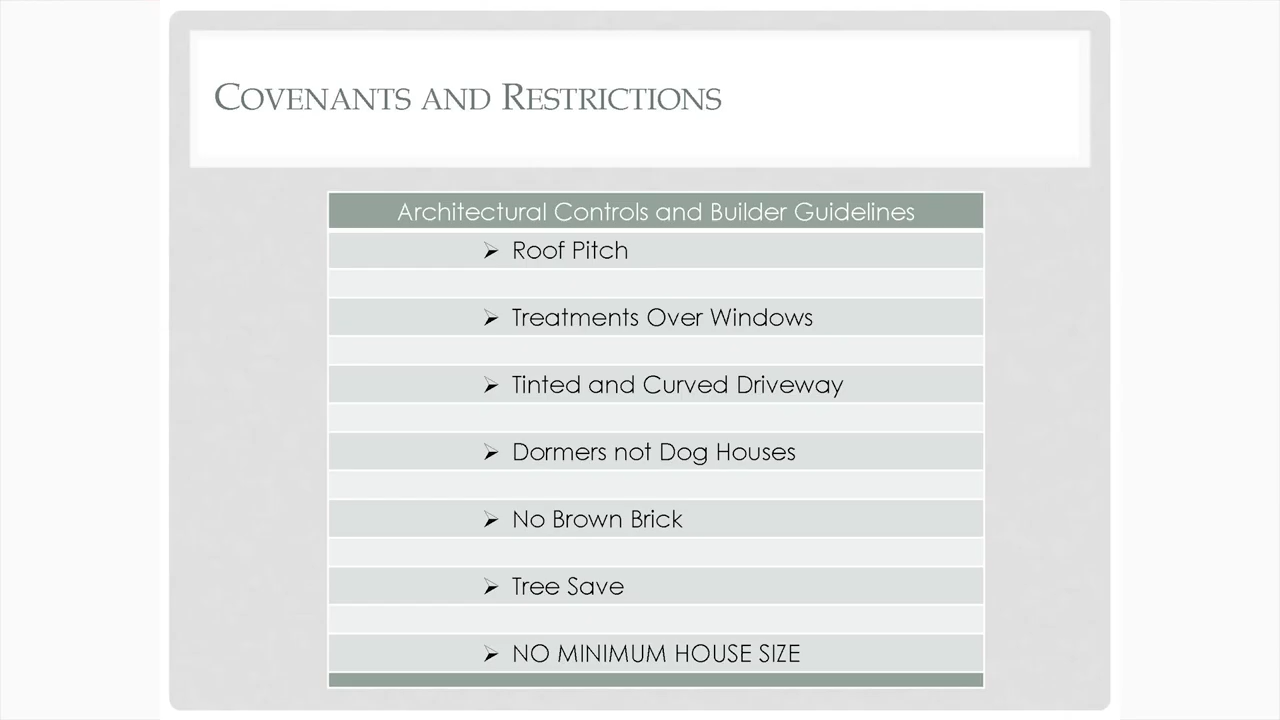 COVENANTS AND RESTRICTIONS
Architectural Controls and Builder Guidelines
➢ Roof Pitch
➢ Treatments Over Windows
➢ Tinted and Curved Driveway
➢ Dormers not Dog Houses
➢ No Brown Brick
➢ Tree Save
➢ NO MINIMUM HOUSE SIZE